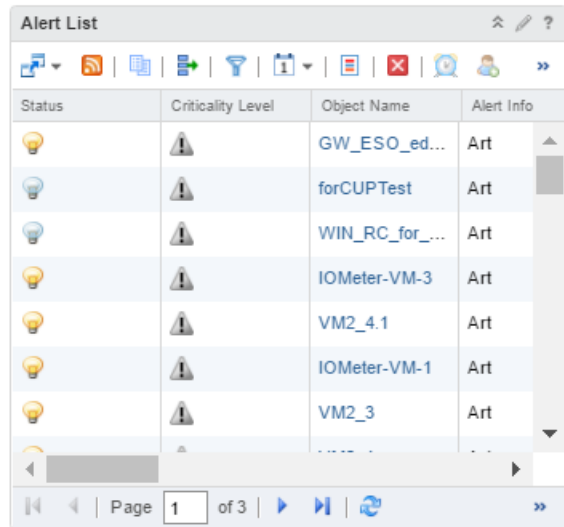 Alert List ?
1 »
Status Criticality Level Object Name Alert Info
GW_ESO_ed... Art
forCUPTest Art
WIN_RC_for_... Art
IOMeter-VM-3 Art
VM2_4.1 Art
IOMeter-VM-1 Art
VM2_3 Art
Page 1 of 3 »